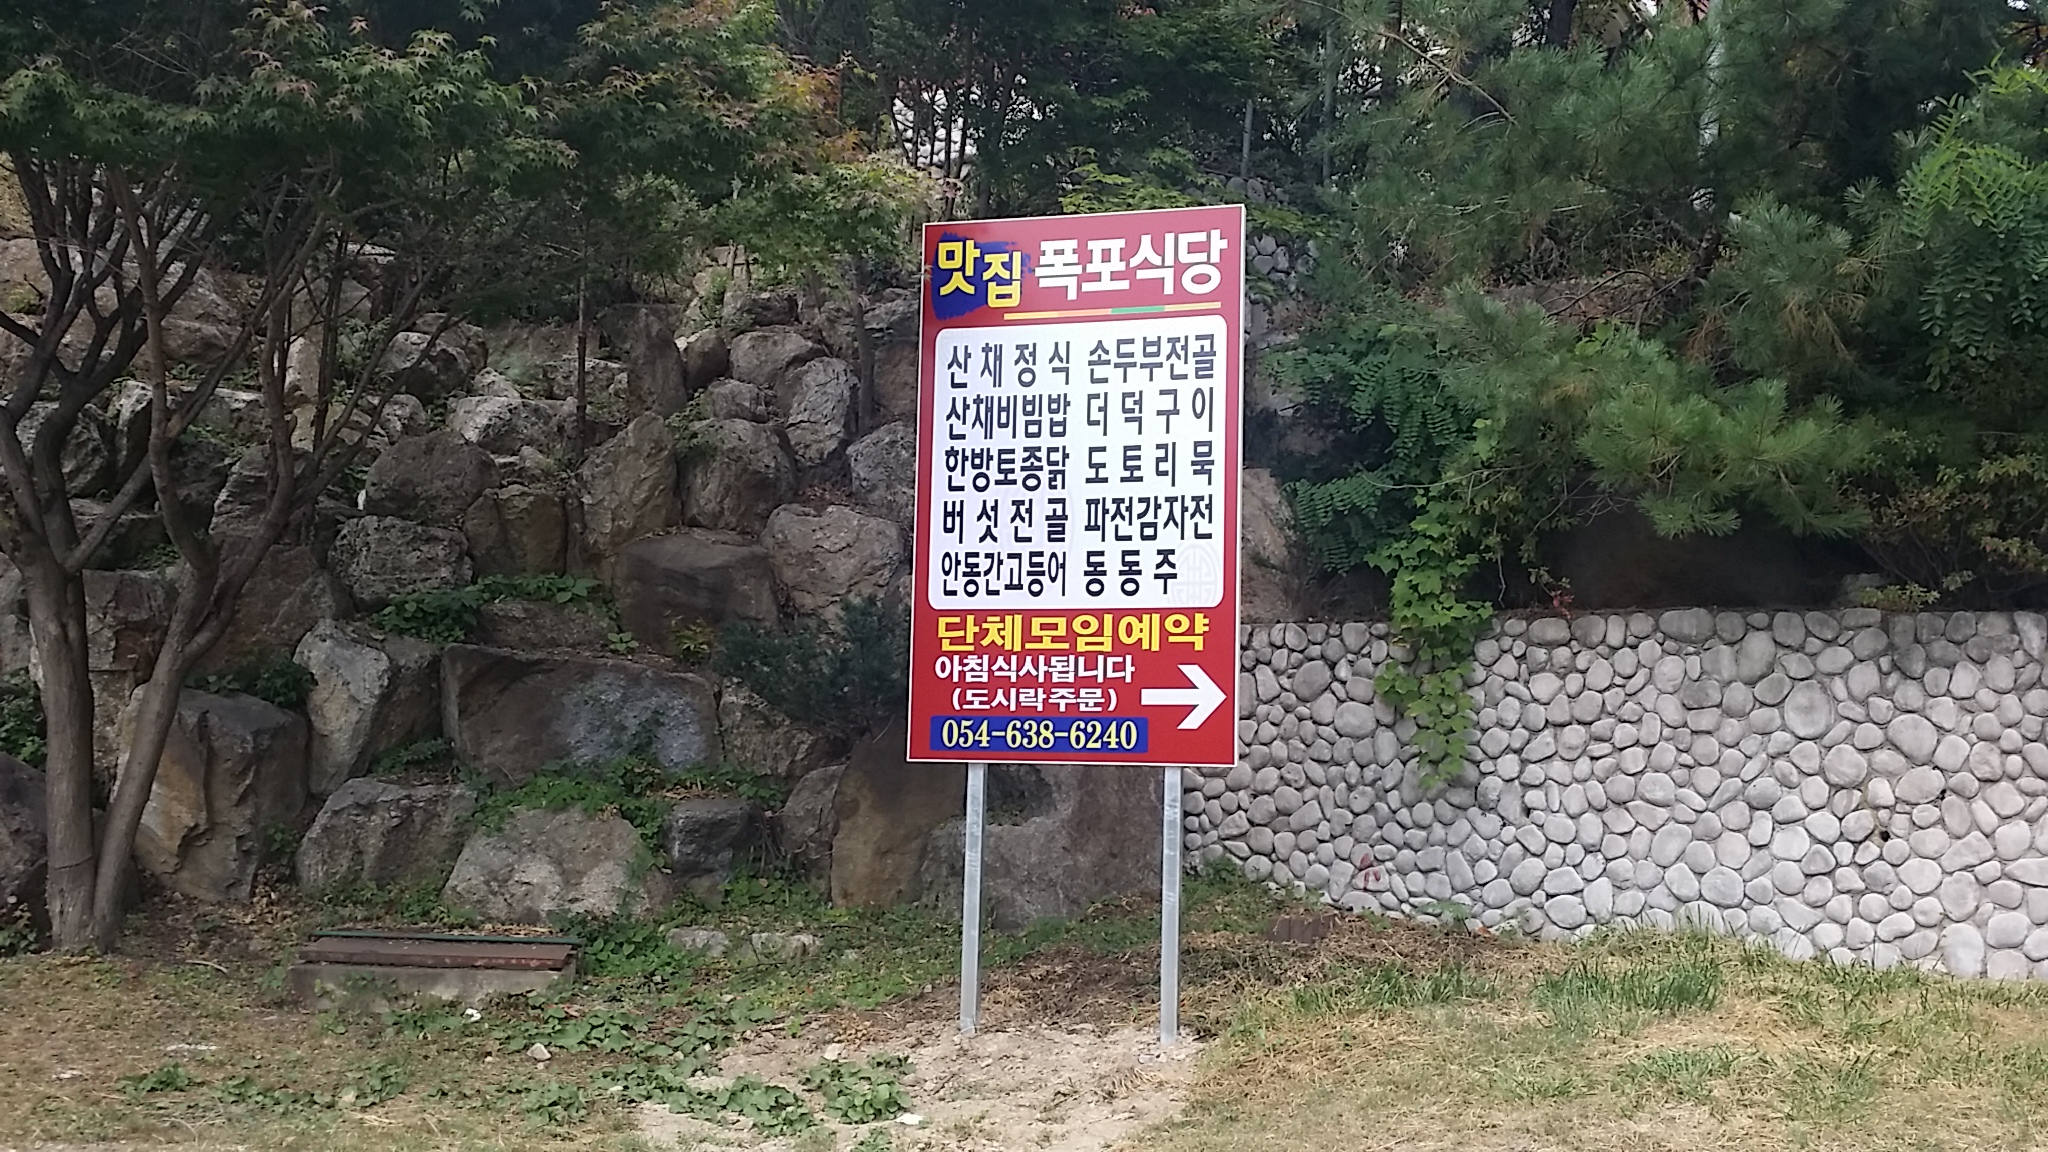 맛집 폭포식당
산채정식 손두부전골
산채비빔밥 더덕구이
한방토종닭 도토리묵
버섯전골 파전감자전
안동간고등어 동동주
단체모임예약
아침식사됩니다
(도시락주문)
054-638-6240